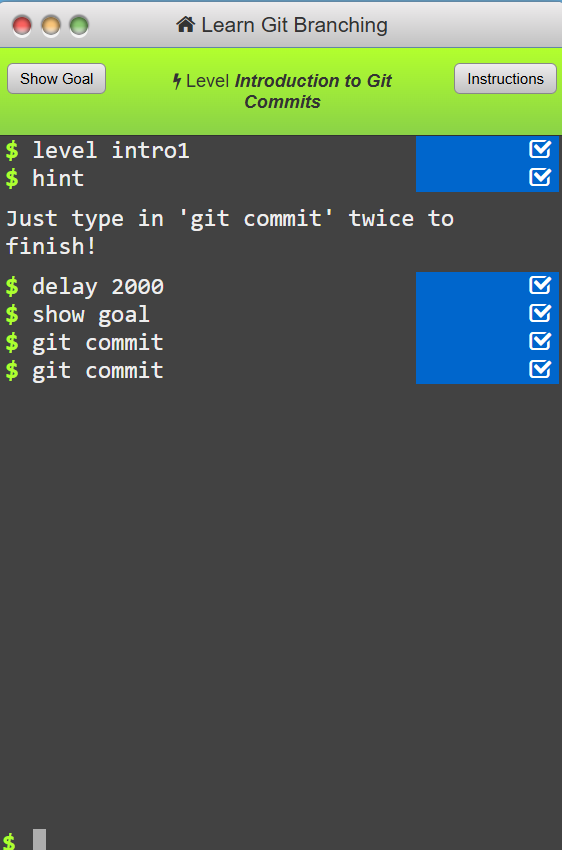 Learn Git Branching
Show Goal
Level Introduction to Git
Commits
Instructions
$ level intro1
$ hint
Just type in 'git commit' twice to
finish!
$ delay 2000
$ show goal
$ git commit
$ git commit
$